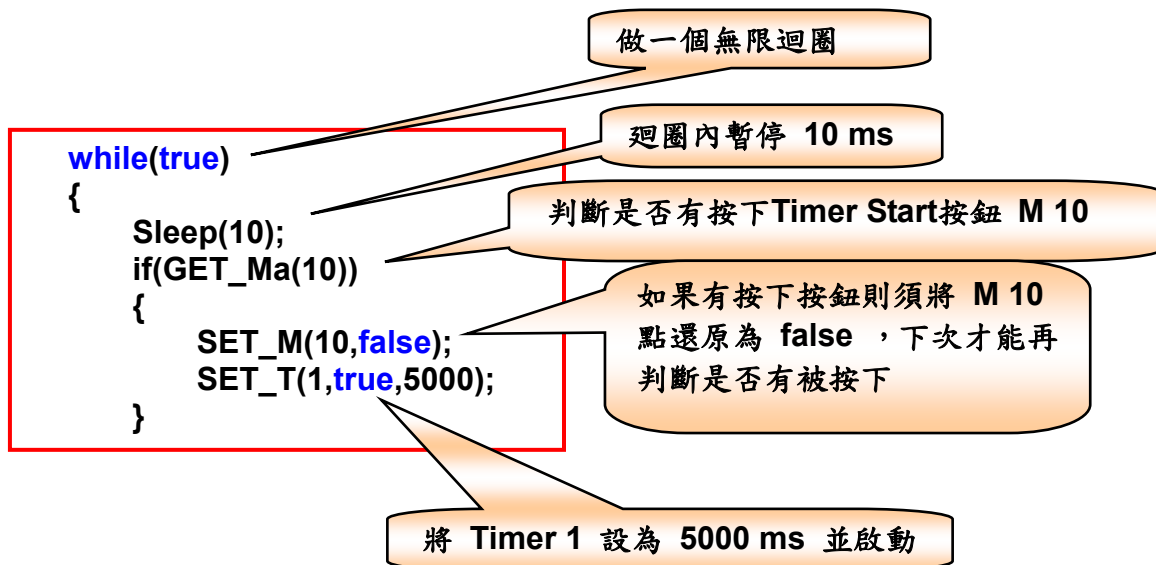 做一個無限迴圈
迴圈內暫停 10 ms
while(true)
{
判斷是否有按下Timer Start按鈕 M 10
Sleep(10);
if(GET_Ma(10))
{
如果有按下按鈕則須將 M 10
點還原為 false ，下次才能再
判斷是否有被按下
SET_M(10,false);
SET_T(1,true,5000);
}
將 Timer 1 設為 5000 ms 並啟動